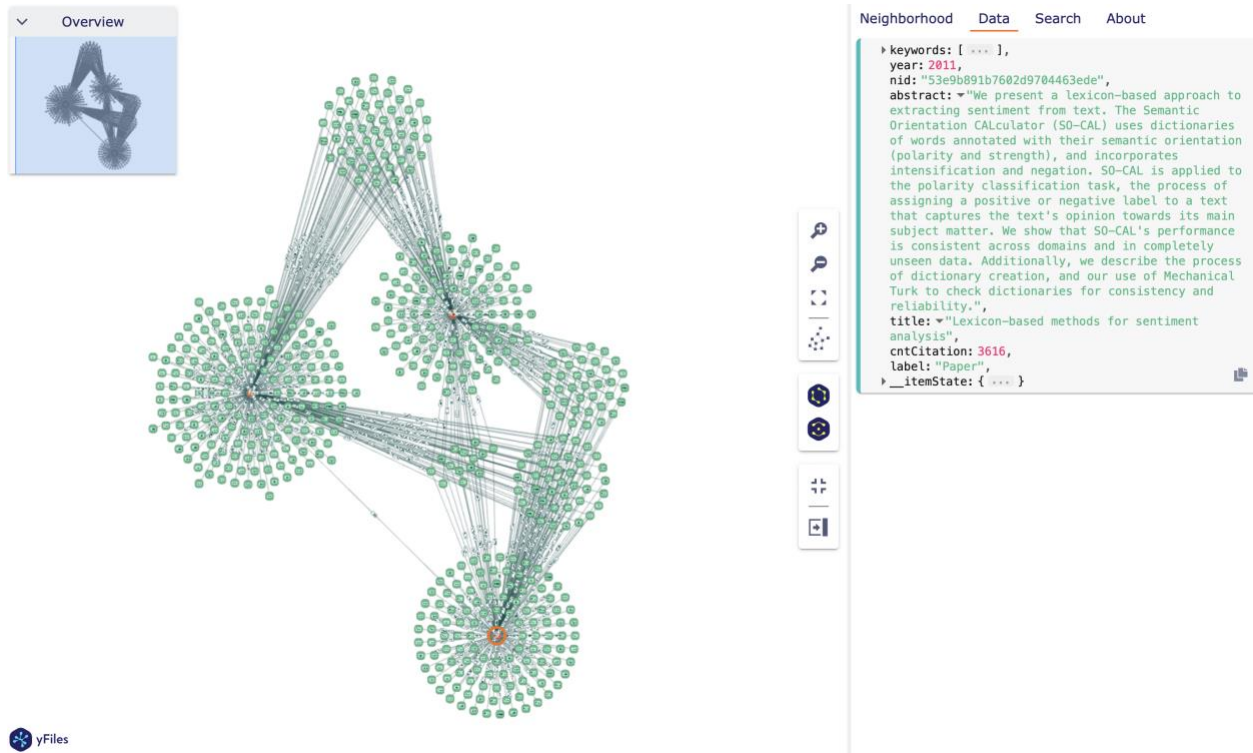 Overview
Neighborhood Data Search About
keywords: [ ... ],
year: 2011,
nid: "53e9b891b7602d9704463ede",
abstract: "We present a lexicon-based approach to
extracting sentiment from text. The Semantic
Orientation CALculator (SO-CAL) uses dictionaries
of words annotated with their semantic orientation
(polarity and strength), and incorporates
intensification and negation. SO-CAL is applied to
the polarity classification task, the process of
assigning a positive or negative label to a text
that captures the text's opinion towards its main
subject matter. We show that SO-CAL's performance
is consistent across domains and in completely
unseen data. Additionally, we describe the process
of dictionary creation, and our use of Mechanical
Turk to check dictionaries for consistency and
reliability.",
title: "Lexicon-based methods for sentiment
analysis",
cntCitation: 3616,
label: "Paper",
__itemState: { ... }
yFiles